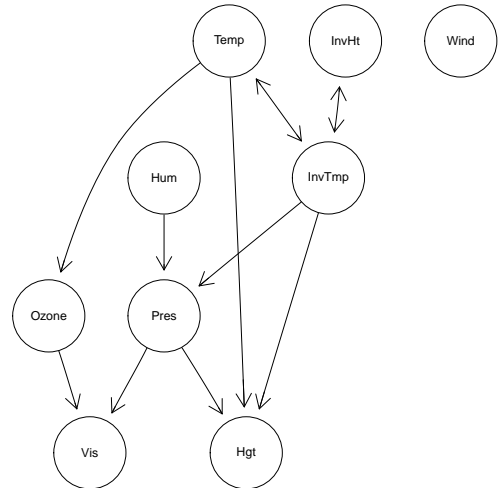 Temp
InvHt
Wind
Hum
InvTmp
Ozone
Pres
Vis
Hgt